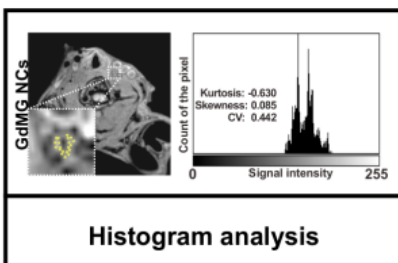 GdMG NCs
Count of the pixel
Kurtosis: -0.630
Skewness: 0.085
CV: 0.442
0
Signal intensity
255
Histogram analysis